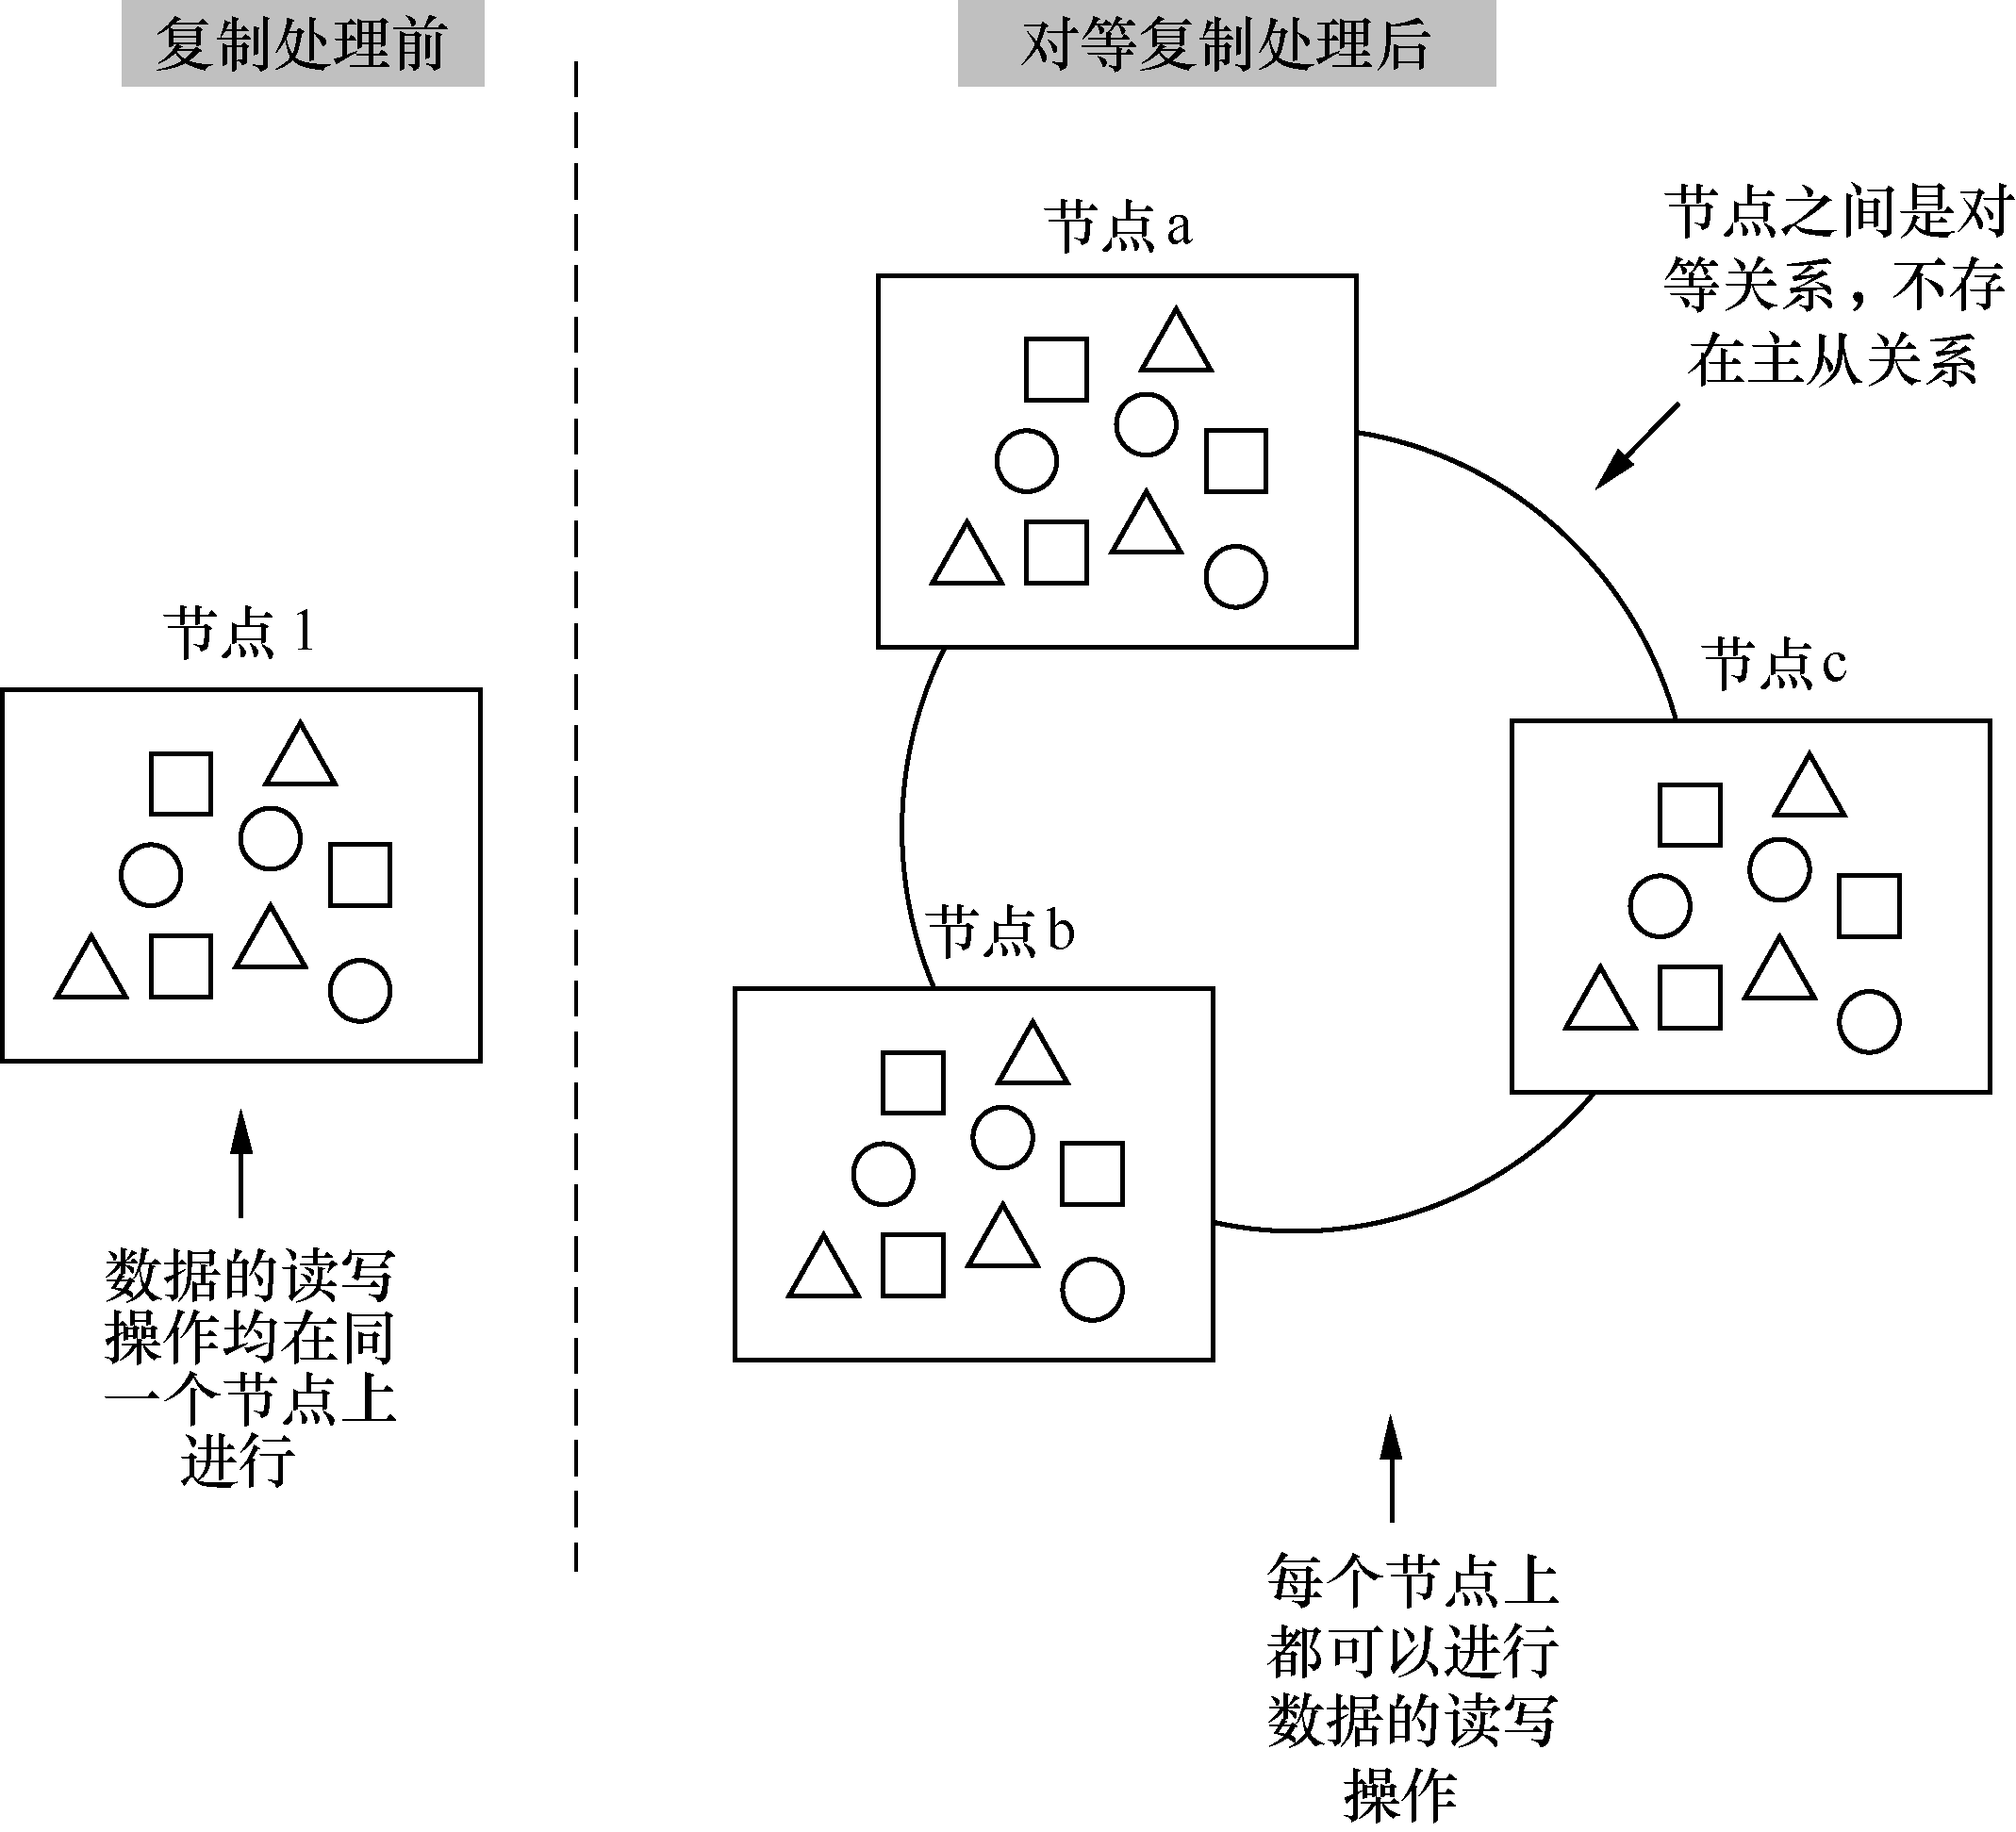 复制处理前
对等复制处理后
节点之间是对
等关系，不存
在主从关系
节点a
节点1
节点c
节点b
数据的读写
操作均在同
一个节点上
进行
每个节点上
都可以进行
数据的读写
操作